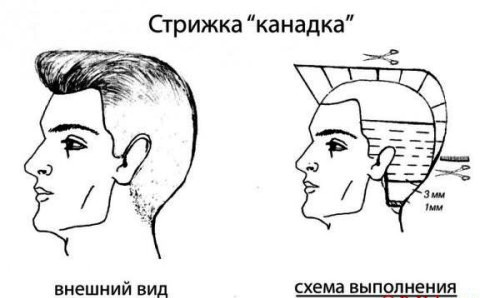 Стрижка “канадка”
3 мм
1мм
внешний вид
схема выполнения